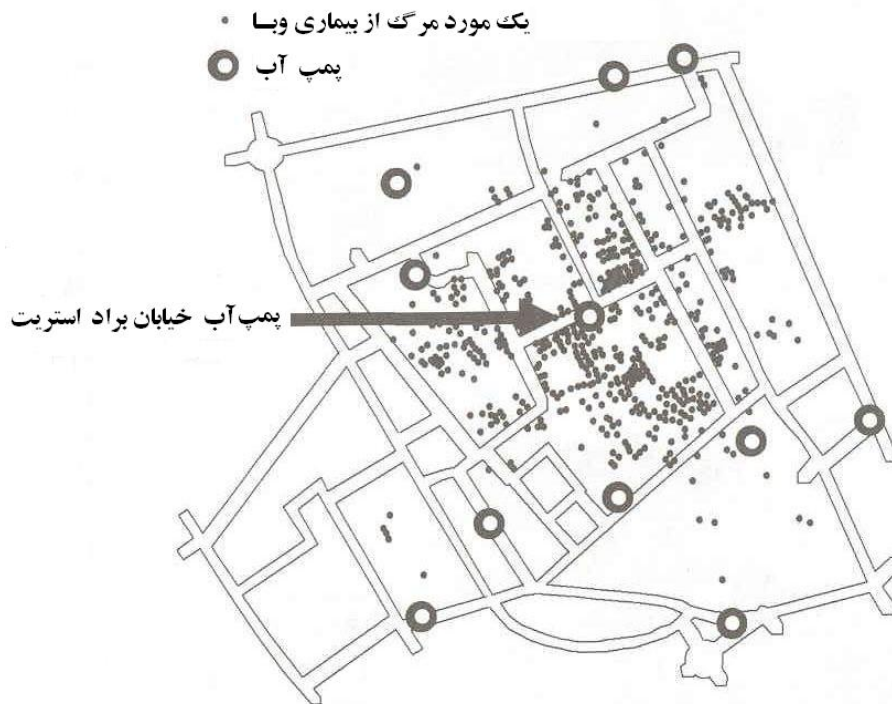 یک مورد مرگ از بیماری وبا
پمپ آب
پمپ آب خیابان براد استریت